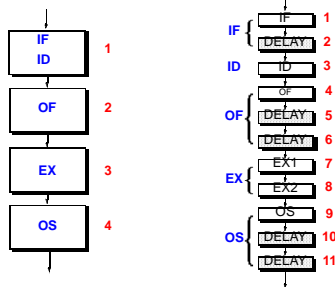 IF
ID
1
OF
2
EX
3
OS
4
IF
IF
1
DELAY
2
ID
ID
3
OF
OF
4
DELAY
5
DELAY
6
EX
EX1
7
EX2
8
OS
OS
9
DELAY
10
DELAY
11